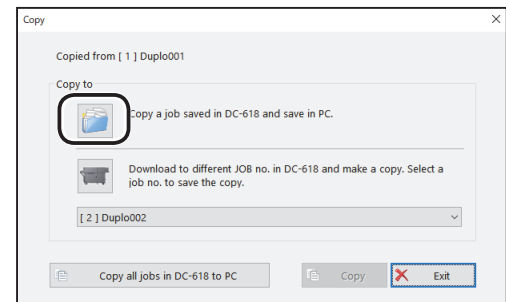 Copy
Copied from [ 1 ] Duplo001
Copy to
Copy a job saved in DC-618 and save in PC.
Download to different JOB no. in DC-618 and make a copy. Select a
job no. to save the copy.
[ 2 ] Duplo002
Copy all jobs in DC-618 to PC
Copy
Exit